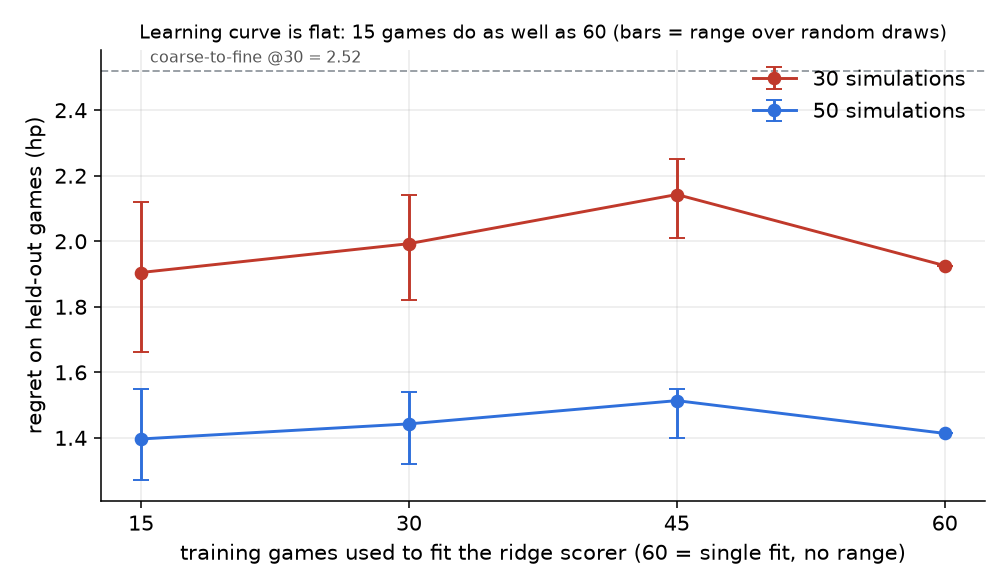 Learning curve is flat: 15 games do as well as 60 (bars = range over random draws)
coarse-to-fine @30 = 2.52
30 simulations
50 simulations
regret on held-out games (hp)
2.4
2.2
2.0
1.8
1.6
1.4
15
30
45
60
training games used to fit the ridge scorer (60 = single fit, no range)